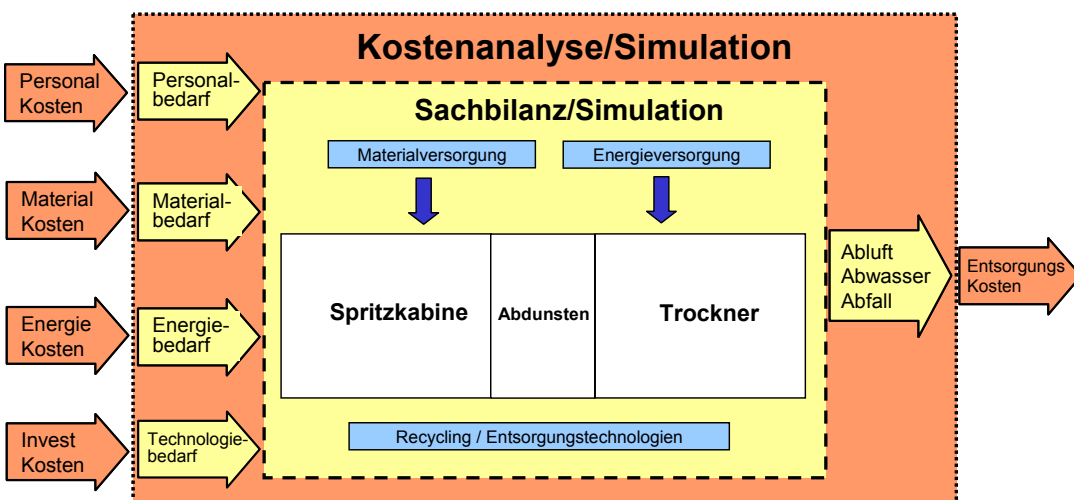 Kostenanalyse/Simulation
Personal
Kosten
Personal-
bedarf
Sachbilanz/Simulation
Materialversorgung
Energieversorgung
Material
Kosten
Material-
bedarf
Spritzkabine
Abdunsten
Trockner
Abluft
Abwasser
Abfall
Entsorgungs
Kosten
Energie
Kosten
Energie-
bedarf
Invest
Kosten
Technologie-
bedarf
Recycling / Entsorgungstechnologien